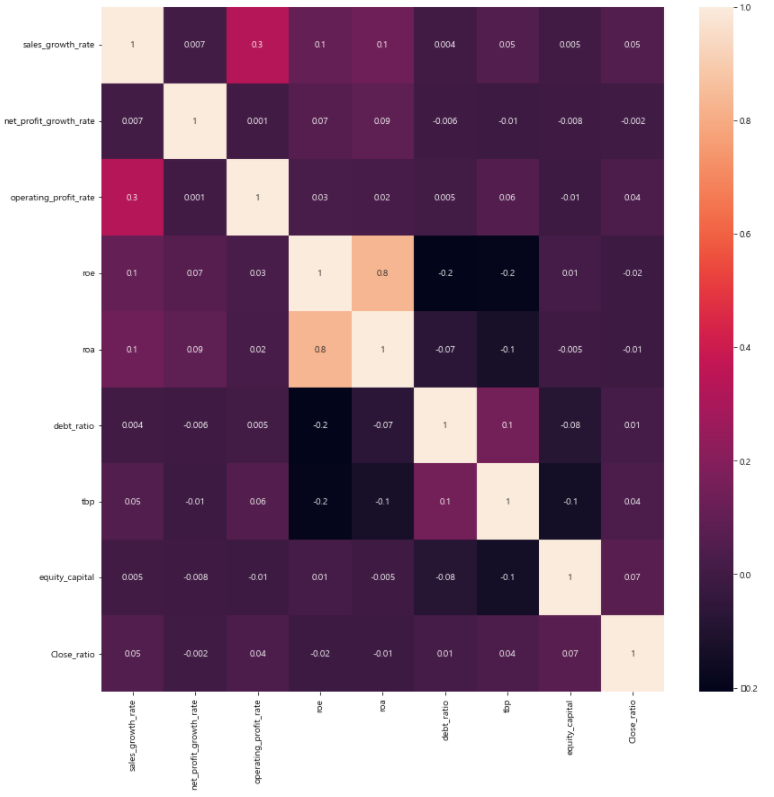 1.0
sales_growth_rate 1 0.007 0.3 0.1 0.1 0.004 0.05 0.005 0.05
net_profit_growth_rate 0.007 1 0.001 0.07 0.09 -0.006 -0.01 -0.008 -0.002
0.8
operating_profit_rate 0.3 0.001 1 0.03 0.02 0.005 0.06 -0.01 0.04
0.6
roe 0.1 0.07 0.03 1 0.8 -0.2 -0.2 0.01 -0.02
roa 0.1 0.09 0.02 0.8 1 -0.07 -0.1 -0.005 -0.01
0.4
debt_ratio 0.004 -0.006 0.005 -0.2 -0.07 1 0.1 -0.08 0.01
0.2
tbp 0.05 -0.01 0.06 -0.2 -0.1 0.1 1 -0.1 0.04
0.0
equity_capital 0.005 -0.008 -0.01 0.01 -0.005 -0.08 -0.1 1 0.07
Close_ratio 0.05 -0.002 0.04 -0.02 -0.01 0.01 0.04 0.07 1
□0.2
sales_growth_rate
net_profit_growth_rate
operating_profit_rate
roe
roa
debt_ratio
tbp
equity_capital
Close_ratio